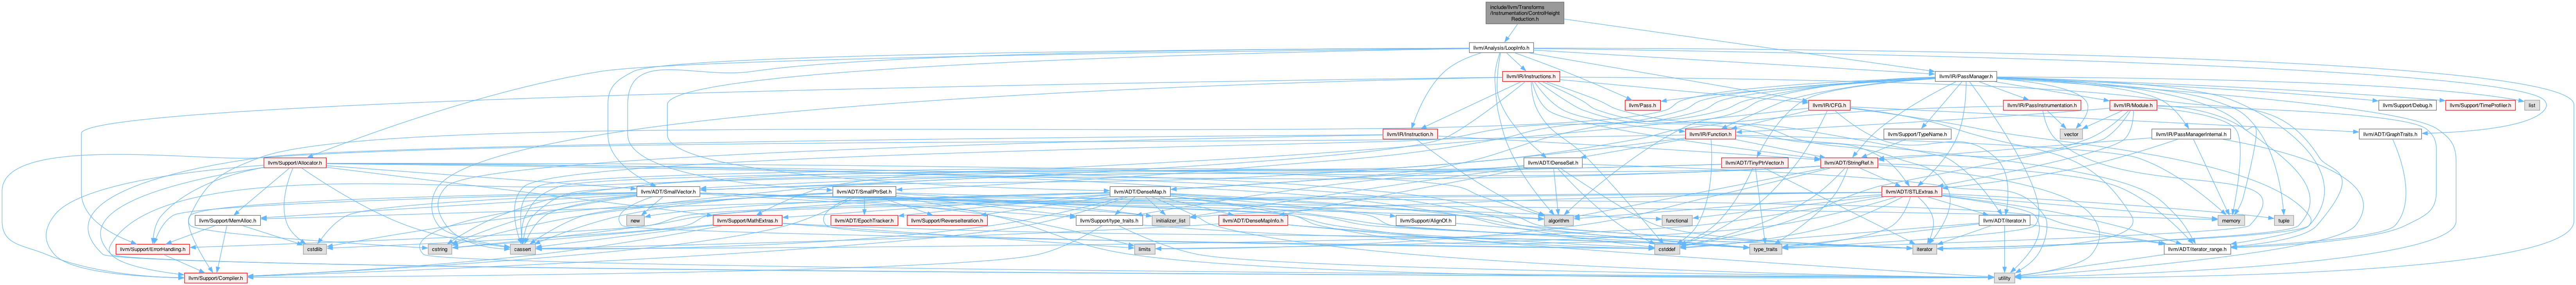 include/llvm/Transforms
/Instrumentation/ControlHeight
Reduction.h
llvm/Analysis/LoopInfo.h
llvm/IR/Instructions.h
llvm/IR/PassManager.h
llvm/Pass.h
llvm/IR/CFG.h
llvm/IR/PassInstrumentation.h
llvm/IR/Module.h
llvm/Support/Debug.h
llvm/Support/TimeProfiler.h
list
llvm/IR/Instruction.h
llvm/IR/Function.h
llvm/Support/TypeName.h
vector
llvm/IR/PassManagerInternal.h
llvm/ADT/GraphTraits.h
llvm/Support/Allocator.h
llvm/ADT/DenseSet.h
llvm/ADT/TinyPtrVector.h
llvm/ADT/StringRef.h
llvm/ADT/SmallVector.h
llvm/ADT/SmallPtrSet.h
llvm/ADT/DenseMap.h
llvm/ADT/STLExtras.h
llvm/Support/MemAlloc.h
new
llvm/Support/MathExtras.h
llvm/ADT/EpochTracker.h
llvm/Support/ReverseIteration.h
llvm/Support/type_traits.h
initializer_list
llvm/ADT/DenseMapInfo.h
llvm/Support/AlignOf.h
algorithm
functional
llvm/ADT/iterator.h
memory
tuple
llvm/Support/ErrorHandling.h
cstdlib
cstring
cassert
limits
cstddef
type_traits
iterator
llvm/ADT/iterator_range.h
llvm/Support/Compiler.h
utility